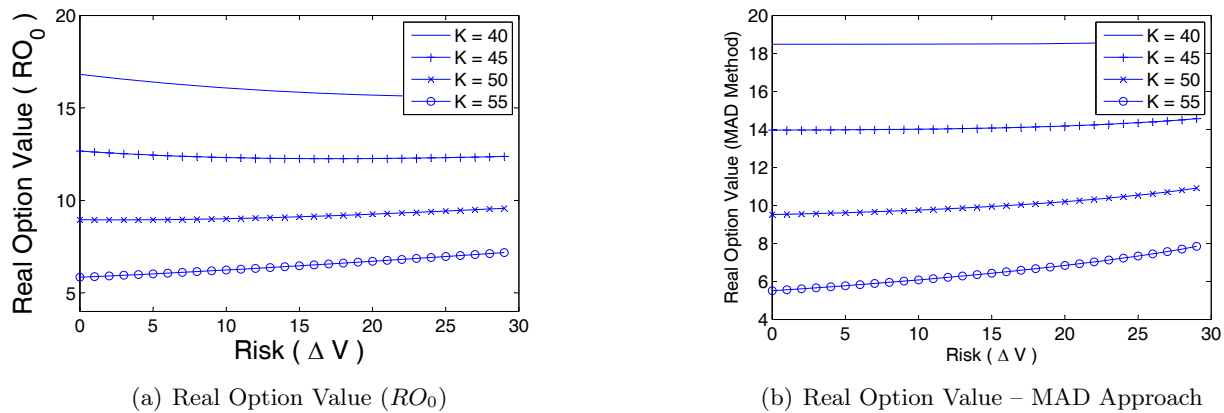 Real Option Value ( RO0 )
20
15
10
5
0
5
10
15
20
25
30
Risk ( Δ V )
K = 40
K = 45
K = 50
K = 55
(a) Real Option Value (RO0)
Real Option Value (MAD Method)
20
18
16
14
12
10
8
6
4
0
5
10
15
20
25
30
Risk ( Δ V )
K = 40
K = 45
K = 50
K = 55
(b) Real Option Value – MAD Approach